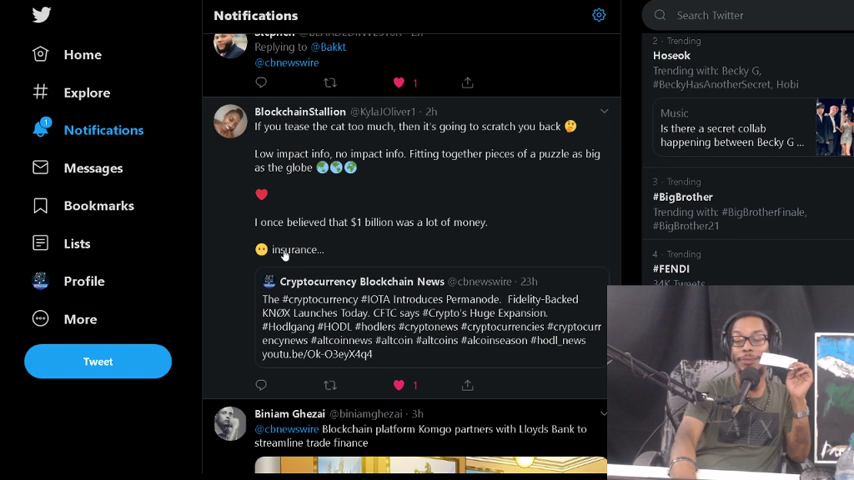 Notifications
Search Twitter
Home
Explore
1
Notifications
Messages
Bookmarks
Lists
Profile
More
Tweet
Replying to @Bakkt
@cbnewswire
1
BlockchainStallion @KylaJOliver1 · 2h
If you tease the cat too much, then it's going to scratch you back 🤔
Low impact info, no impact info. Fitting together pieces of a puzzle as big
as the globe 🌏🌏🌏
❤️
I once believed that $1 billion was a lot of money.
😶 insurance...
Cryptocurrency Blockchain News @cbnewswire · 23h
The #cryptocurrency #IOTA Introduces Permanode. Fidelity-Backed
KNØX Launches Today. CFTC says #Crypto's Huge Expansion.
#Hodlgang #HODL #hodlers #cryptonews #cryptocurrencies #cryptocurr
encynews #altcoinnews #altcoin #altcoins #alcoinseason #hodl_news
youtu.be/Ok-O3eyX4q4
1
Biniam Ghezai @biniamghezai · 3h
@cbnewswire Blockchain platform Komgo partners with Lloyds Bank to
streamline trade finance
2 · Trending
Hoseok
Trending with: Becky G,
#BeckyHasAnotherSecret, Hobi
Music
Is there a secret collab
happening between Becky G ...
3 · Trending
#BigBrother
Trending with: #BigBrotherFinale,
#BigBrother21
4 · Trending
#FENDI
34K Tweets